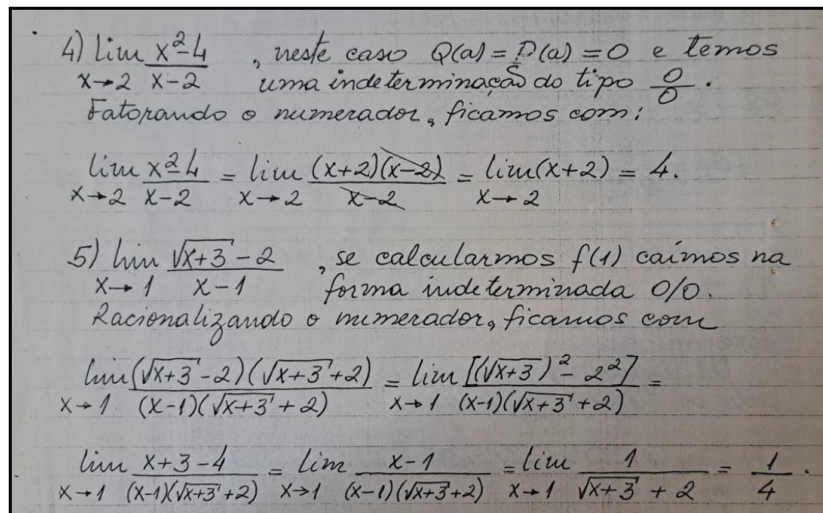 4) lim x→2 (x²-4)/(x-2) , neste caso Q(a) = P(a) = 0 e temos
uma indeterminação do tipo 0/0 .
Fatorando o numerador, ficamos com:
lim x→2 (x²-4)/(x-2) = lim x→2 (x+2)(x-2)/(x-2) = lim x→2 (x+2) = 4.
5) lim x→1 (√(x+3) - 2)/(x-1) , se calcularmos f(1) caímos na
forma indeterminada 0/0.
Racionalizando o numerador, ficamos com
lim x→1 (√(x+3) - 2)(√(x+3) + 2)/((x-1)(√(x+3) + 2)) = lim x→1 [(√(x+3))² - 2²]/((x-1)(√(x+3) + 2)) =
lim x→1 (x+3-4)/((x-1)(√(x+3) + 2)) = lim x→1 (x-1)/((x-1)(√(x+3) + 2)) = lim x→1 1/(√(x+3) + 2) = 1/4 .